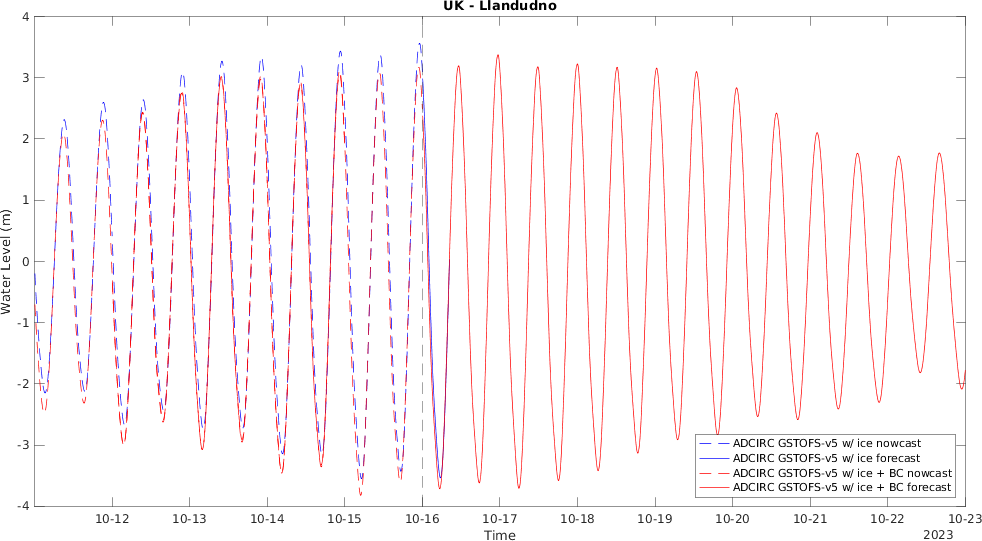 UK - Llandudno
4
3
2
1
0
-1
-2
-3
-4
Water Level (m)
ADCIRC GSTOFS-v5 w/ ice nowcast
ADCIRC GSTOFS-v5 w/ ice forecast
ADCIRC GSTOFS-v5 w/ ice + BC nowcast
ADCIRC GSTOFS-v5 w/ ice + BC forecast
10-12 10-13 10-14 10-15 10-16 10-17 10-18 10-19 10-20 10-21 10-22 10-23
Time
2023